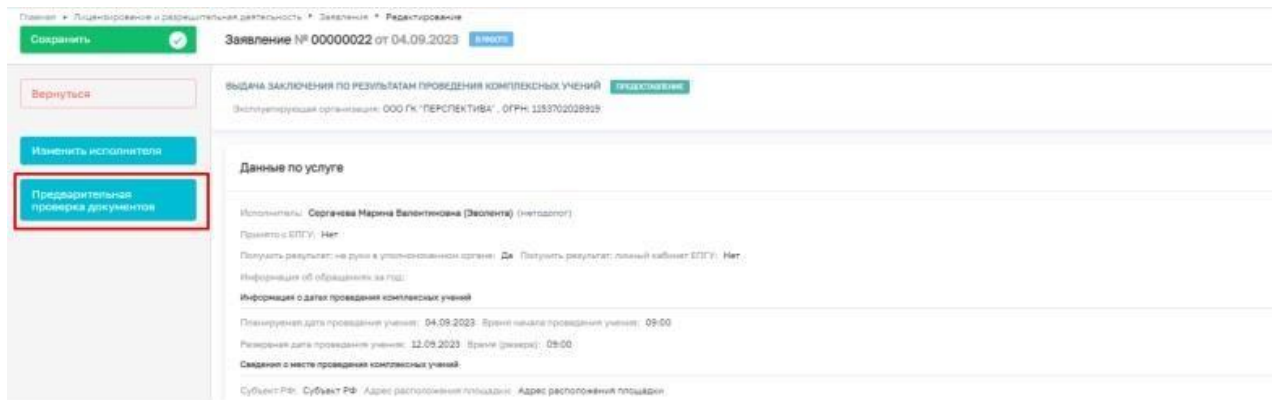 Главная • Лицензирование и разрешительная деятельность • Заявления • Редактирование
Сохранить
Заявление № 00000022 от 04.09.2023 В РАБОТЕ
Вернуться
ВЫДАЧА ЗАКЛЮЧЕНИЯ ПО РЕЗУЛЬТАТАМ ПРОВЕДЕНИЯ КОМПЛЕКСНЫХ УЧЕНИЙ ПРЕДОСТАВЛЕНИЕ
Эксплуатирующая организация: ООО ГК "ПЕРСПЕКТИВА", ОГРН: 1153702028919
Изменить исполнителя
Данные по услуге
Предварительная
проверка документов
Исполнитель: Сергачева Марина Валентиновна (Эволента) (методолог)
Принято с ЕПГУ: Нет
Получить результат: на руки в уполномоченном органе: Да Получить результат: личный кабинет ЕПГУ: Нет
Информация об обращениях за год:
Информация о датах проведения комплексных учений
Планируемая дата проведения учения: 04.09.2023 Время начала проведения учения: 09:00
Резервная дата проведения учения: 12.09.2023 Время (резерв): 09:00
Сведения о месте проведения комплексных учений
Субъект РФ: Субъект РФ Адрес расположения площадки: Адрес расположения площадки